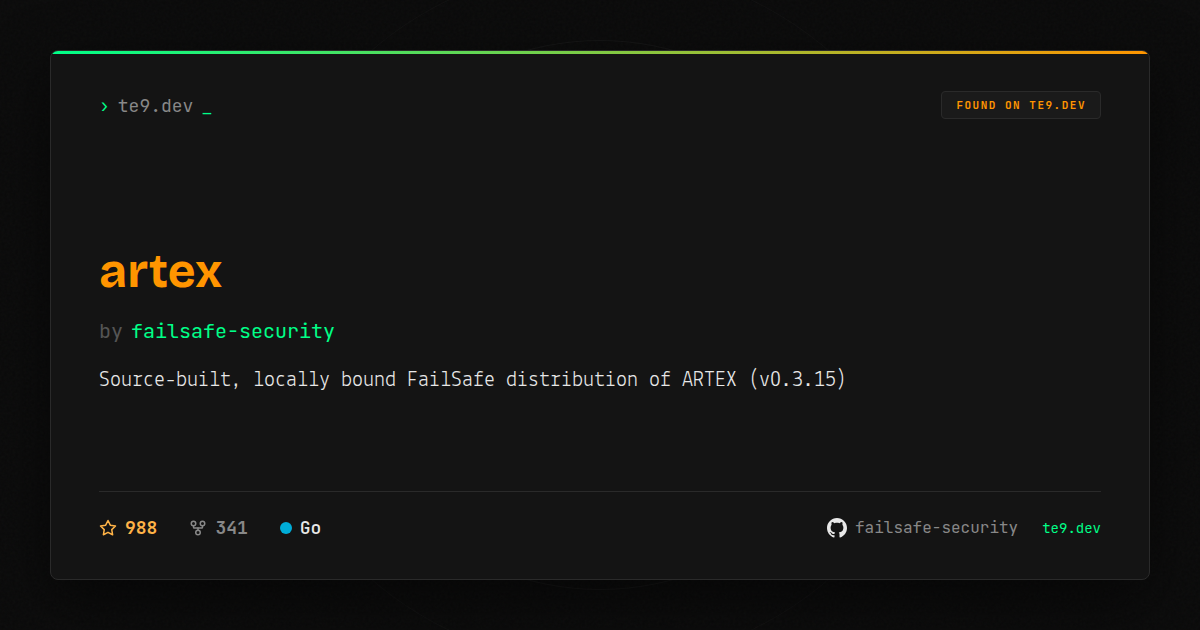 › te9.dev _
FOUND ON TE9.DEV
artex
by failsafe-security
Source-built, locally bound FailSafe distribution of ARTEX (v0.3.15)
988 341 Go
failsafe-security te9.dev